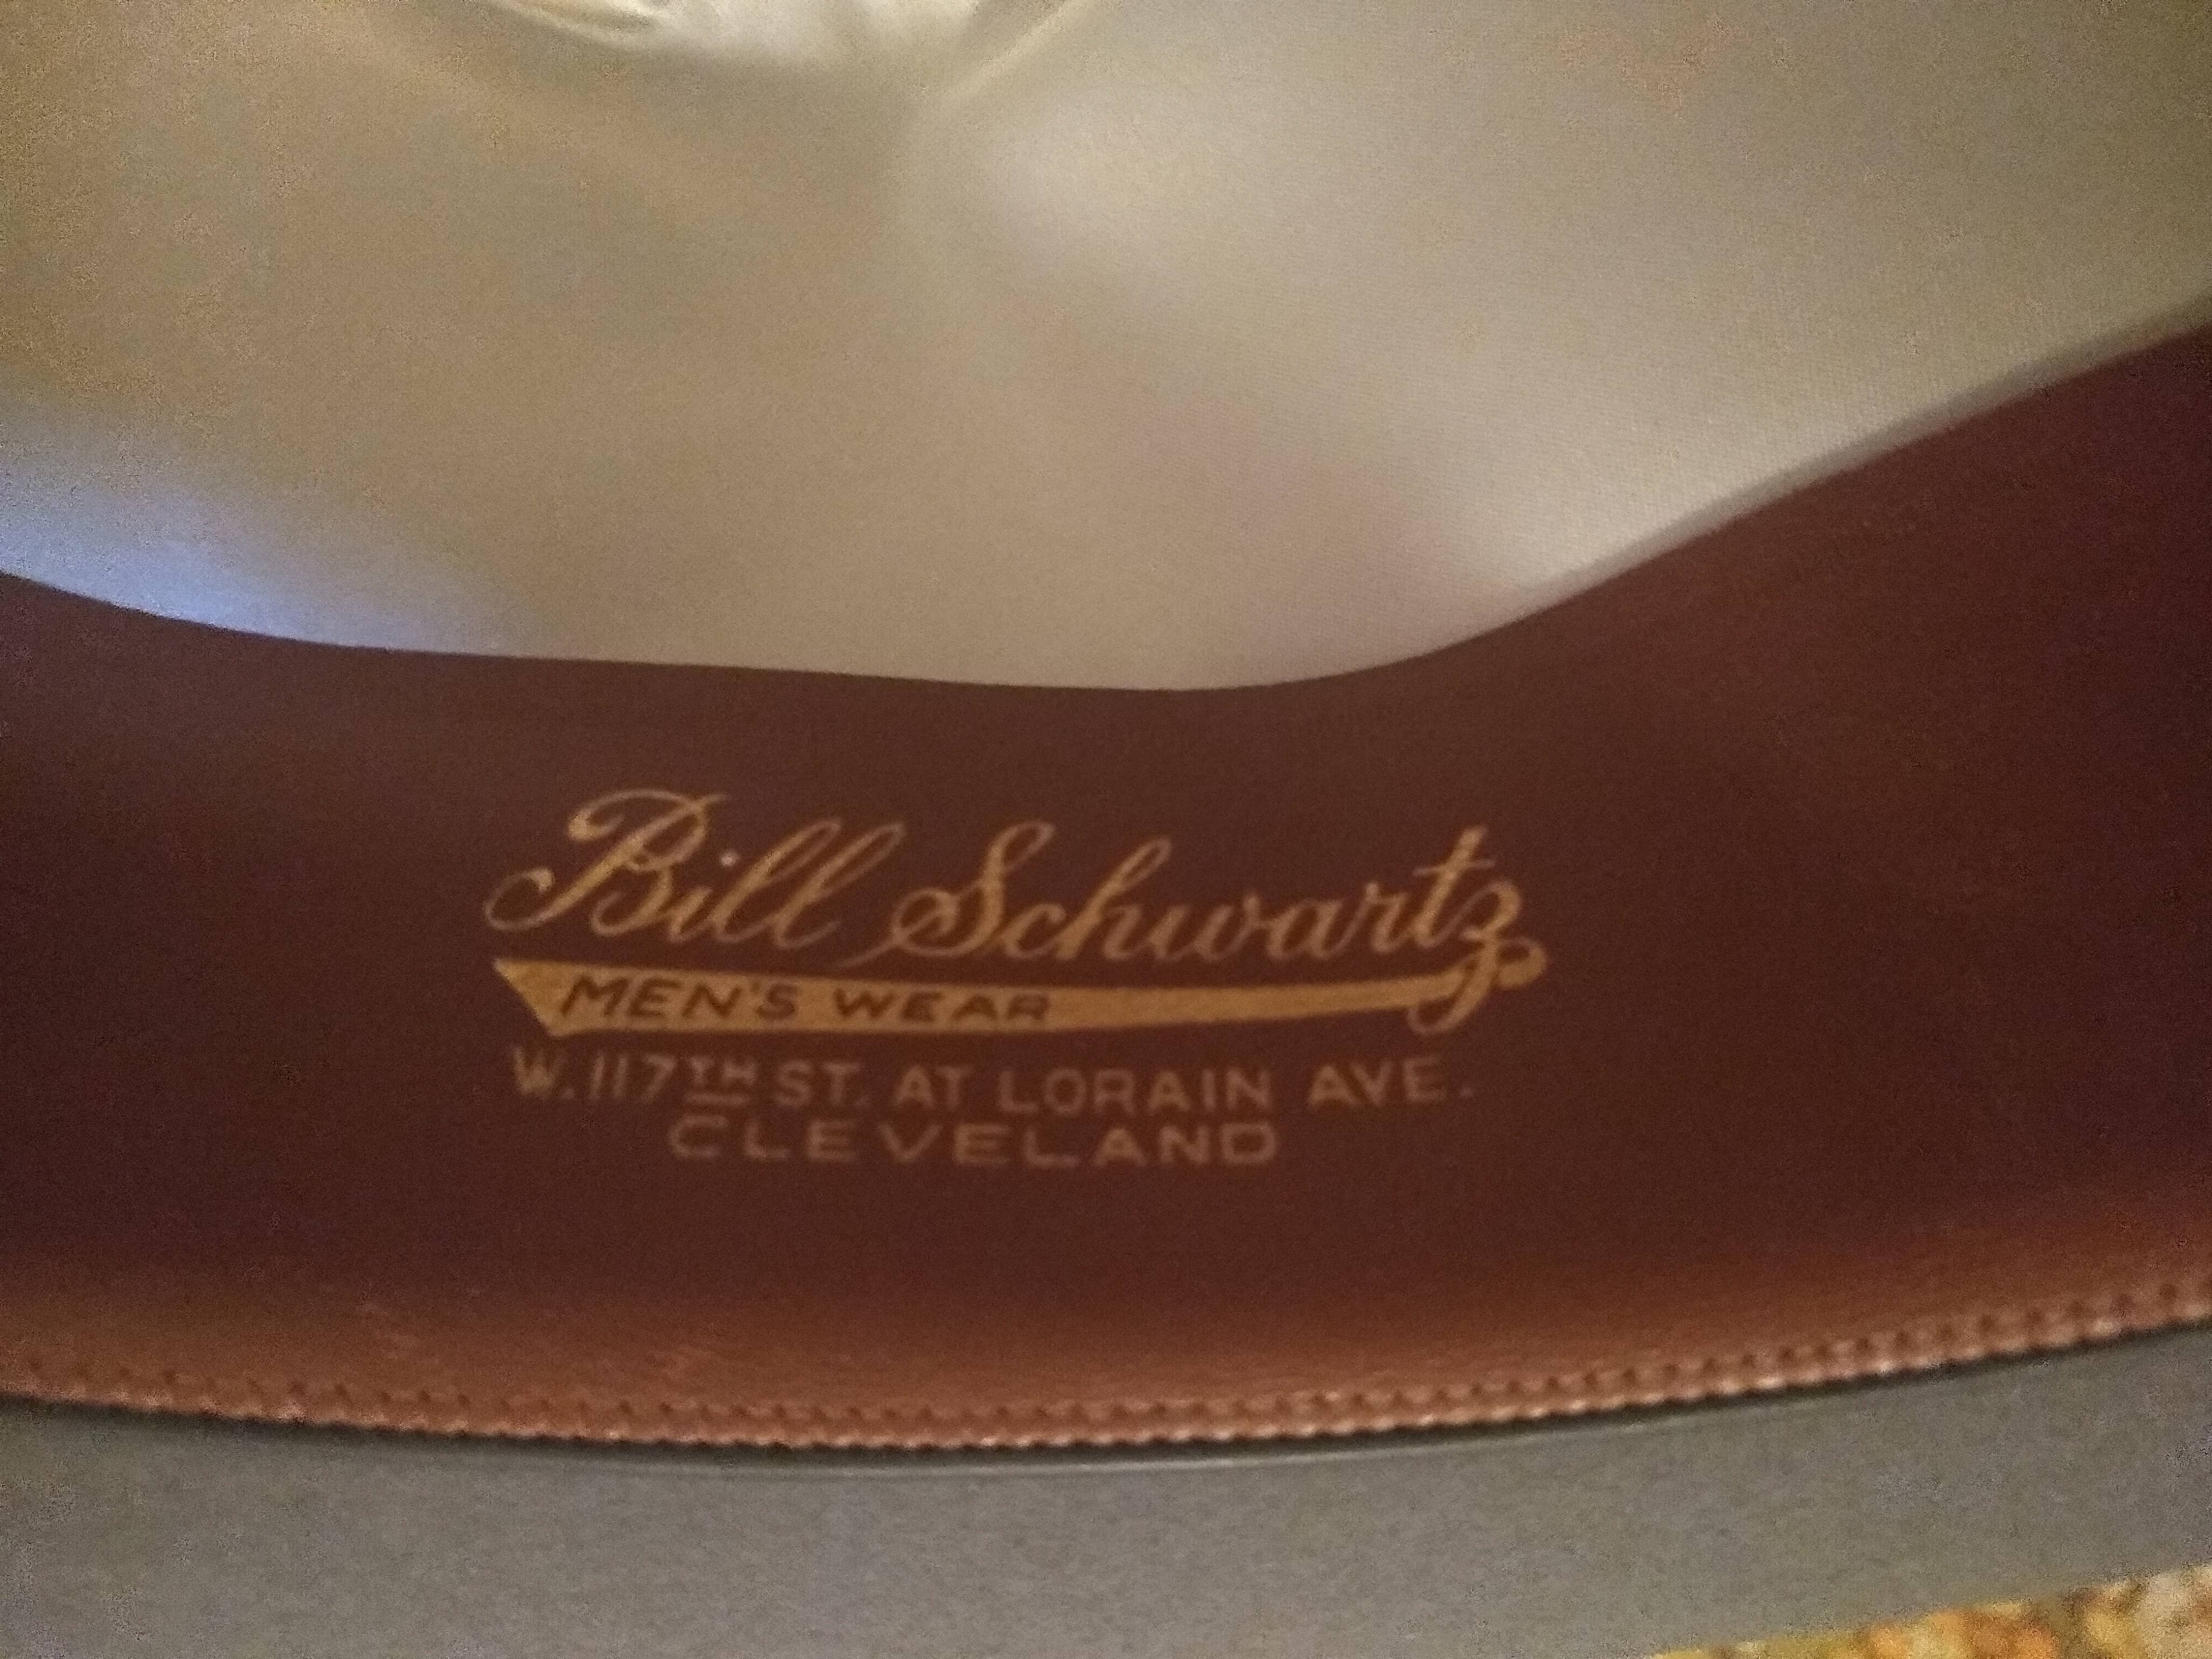 Bill Schwartz
MEN'S WEAR
W. 117TH ST. AT LORAIN AVE.
CLEVELAND